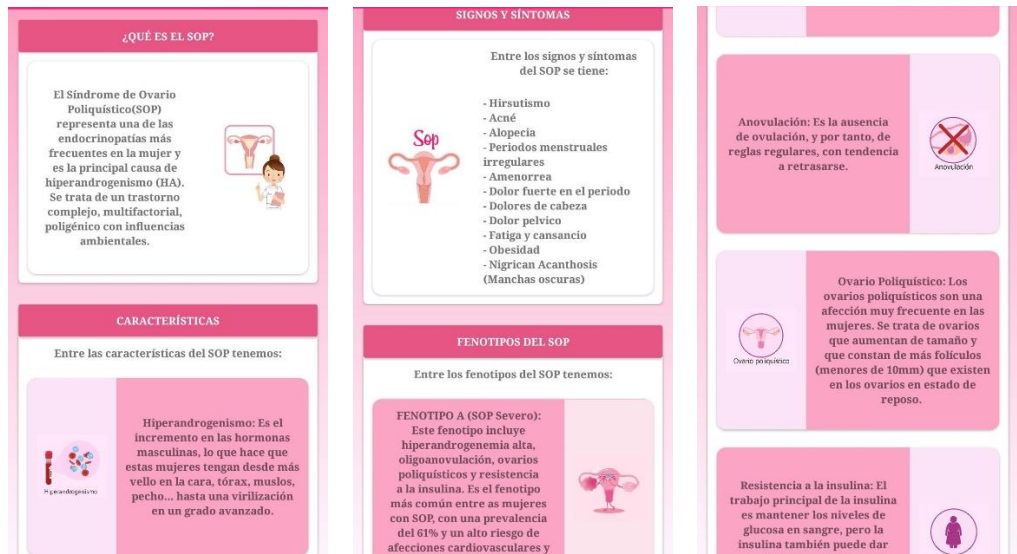 ¿QUÉ ES EL SOP?
El Síndrome de Ovario
Poliquístico(SOP)
representa una de las
endocrinopatías más
frecuentes en la mujer y
es la principal causa de
hiperandrogenismo (HA).
Se trata de un trastorno
complejo, multifactorial,
poligénico con influencias
ambientales.
CARACTERÍSTICAS
Entre las características del SOP tenemos:
Hiperandrogenismo
Hiperandrogenismo: Es el
incremento en las hormonas
masculinas, lo que hace que
estas mujeres tengan desde más
vello en la cara, tórax, muslos,
pecho... hasta una virilización
en un grado avanzado.
SIGNOS Y SÍNTOMAS
Sop
Entre los signos y síntomas
del SOP se tiene:
- Hirsutismo
- Acné
- Alopecia
- Periodos menstruales
irregulares
- Amenorrea
- Dolor fuerte en el periodo
- Dolores de cabeza
- Dolor pelvico
- Fatiga y cansancio
- Obesidad
- Nigrican Acanthosis
(Manchas oscuras)
FENOTIPOS DEL SOP
Entre los fenotipos del SOP tenemos:
FENOTIPO A (SOP Severo):
Este fenotipo incluye
hiperandrogenemia alta,
oligoanovulación, ovarios
poliquísticos y resistencia
a la insulina. Es el fenotipo
más común entre as mujeres
con SOP, con una prevalencia
del 61% y un alto riesgo de
afecciones cardiovasculares y
Anovulación: Es la ausencia
de ovulación, y por tanto, de
reglas regulares, con tendencia
a retrasarse.
Anovulación
Ovario poliquístico
Ovario Poliquístico: Los
ovarios poliquísticos son una
afección muy frecuente en las
mujeres. Se trata de ovarios
que aumentan de tamaño y
que constan de más folículos
(menores de 10mm) que existen
en los ovarios en estado de
reposo.
Resistencia a la insulina: El
trabajo principal de la insulina
es mantener los niveles de
glucosa en sangre, pero la
insulina también puede dar